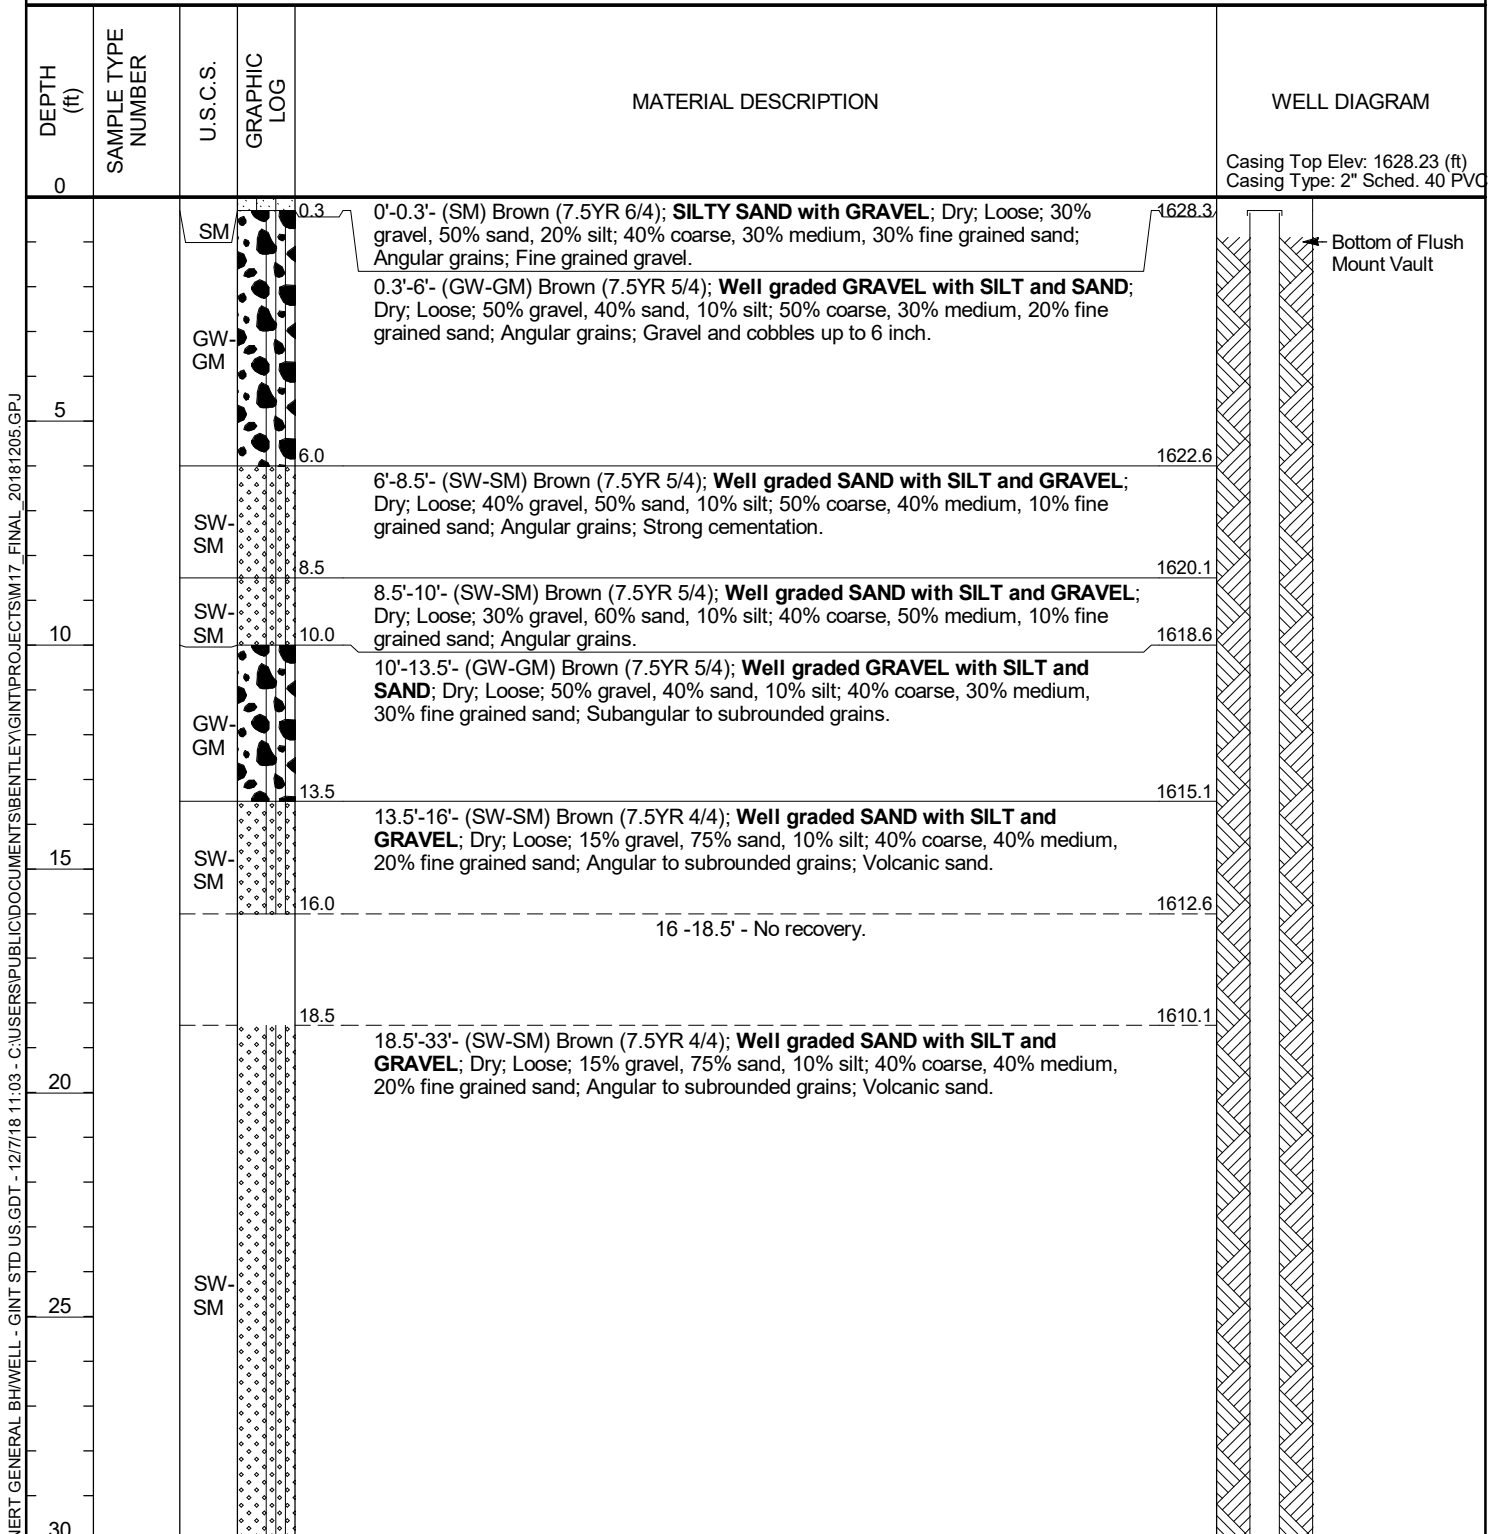 DEPTH
(ft)
SAMPLE TYPE
NUMBER
U.S.C.S.
GRAPHIC
LOG
MATERIAL DESCRIPTION
WELL DIAGRAM
Casing Top Elev: 1628.23 (ft)
Casing Type: 2" Sched. 40 PVC
0
SM
0.3
1628.3
0'-0.3'- (SM) Brown (7.5YR 6/4); SILTY SAND with GRAVEL; Dry; Loose; 30%
gravel, 50% sand, 20% silt; 40% coarse, 30% medium, 30% fine grained sand;
Angular grains; Fine grained gravel.
Bottom of Flush
Mount Vault
0.3'-6'- (GW-GM) Brown (7.5YR 5/4); Well graded GRAVEL with SILT and SAND;
Dry; Loose; 50% gravel, 40% sand, 10% silt; 50% coarse, 30% medium, 20% fine
grained sand; Angular grains; Gravel and cobbles up to 6 inch.
GW-
GM
5
6.0
1622.6
6'-8.5'- (SW-SM) Brown (7.5YR 5/4); Well graded SAND with SILT and GRAVEL;
Dry; Loose; 40% gravel, 50% sand, 10% silt; 50% coarse, 40% medium, 10% fine
grained sand; Angular grains; Strong cementation.
SW-
SM
8.5
1620.1
8.5'-10'- (SW-SM) Brown (7.5YR 5/4); Well graded SAND with SILT and GRAVEL;
Dry; Loose; 30% gravel, 60% sand, 10% silt; 40% coarse, 50% medium, 10% fine
grained sand; Angular grains.
SW-
SM
10
10.0
1618.6
10'-13.5'- (GW-GM) Brown (7.5YR 5/4); Well graded GRAVEL with SILT and
SAND; Dry; Loose; 50% gravel, 40% sand, 10% silt; 40% coarse, 30% medium,
30% fine grained sand; Subangular to subrounded grains.
GW-
GM
13.5
1615.1
13.5'-16'- (SW-SM) Brown (7.5YR 4/4); Well graded SAND with SILT and
GRAVEL; Dry; Loose; 15% gravel, 75% sand, 10% silt; 40% coarse, 40% medium,
20% fine grained sand; Angular to subrounded grains; Volcanic sand.
15
SW-
SM
16.0
1612.6
16 -18.5' - No recovery.
18.5
1610.1
18.5'-33'- (SW-SM) Brown (7.5YR 4/4); Well graded SAND with SILT and
GRAVEL; Dry; Loose; 15% gravel, 75% sand, 10% silt; 40% coarse, 40% medium,
20% fine grained sand; Angular to subrounded grains; Volcanic sand.
20
SW-
SM
25
30
GENERAL BH/WELL - GINT STD US.GDT - 12/7/18 11:03 - C:\USERS\PUBLIC\DOCUMENTS\BENTLEY\GINT\PROJECTS\M17_FINAL_20181205.GPJ